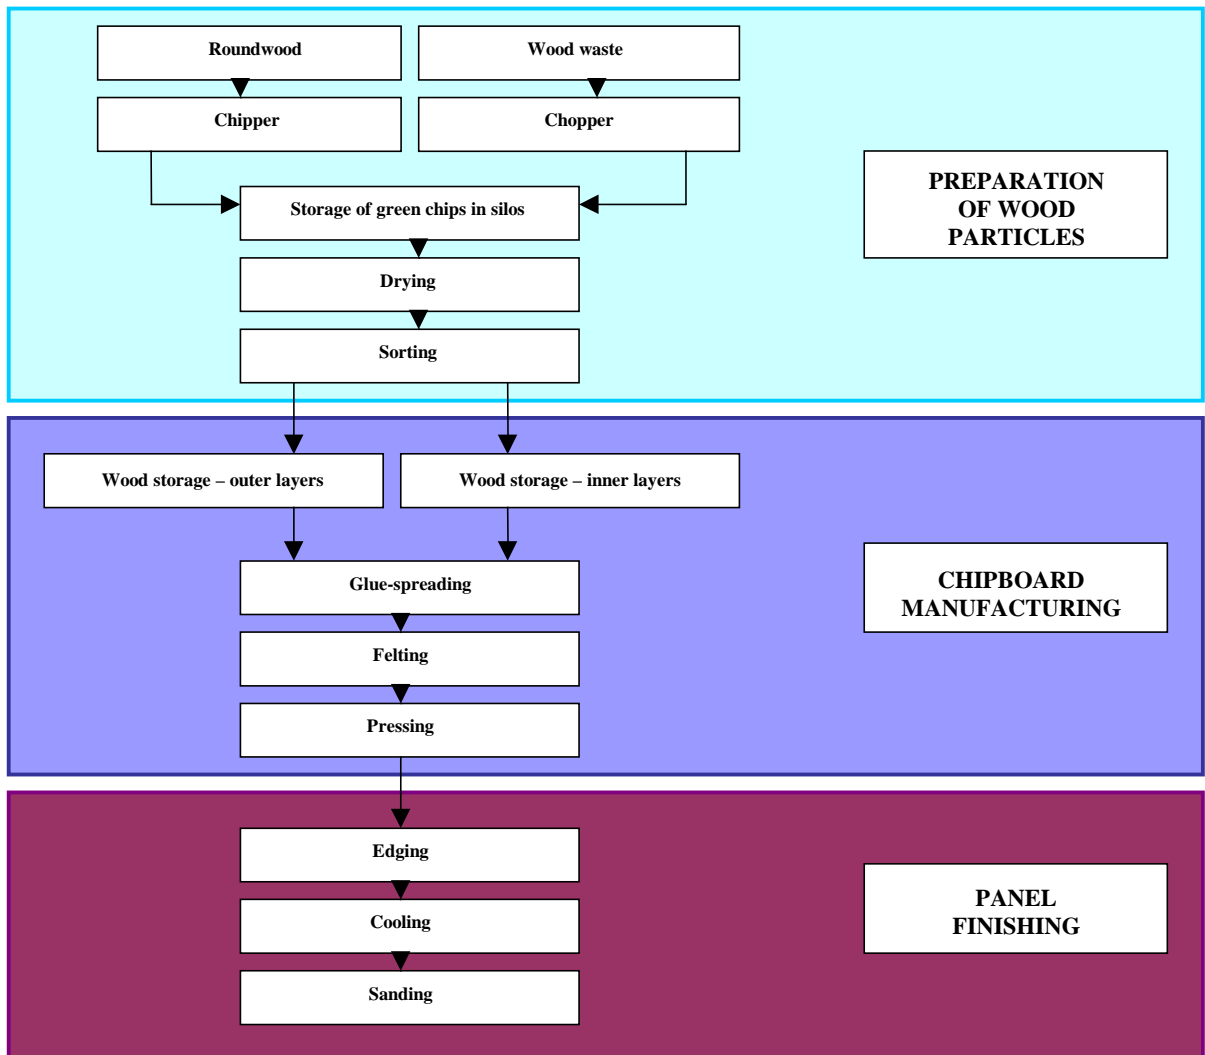 Roundwood
Wood waste
Chipper
Chopper
Storage of green chips in silos
Drying
Sorting
PREPARATION
OF WOOD
PARTICLES
Wood storage – outer layers
Wood storage – inner layers
Glue-spreading
Felting
Pressing
CHIPBOARD
MANUFACTURING
Edging
Cooling
Sanding
PANEL
FINISHING